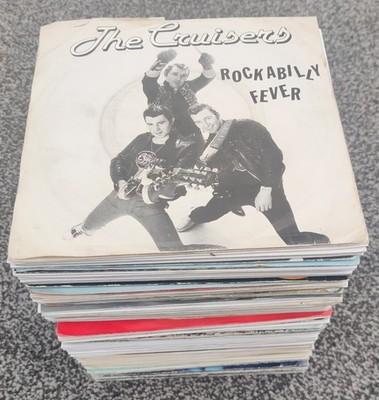 The Cruisers
ROCKABILLY
FEVER